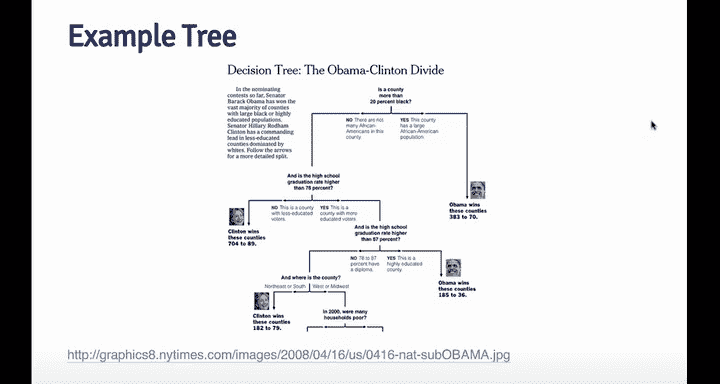 Example Tree
Decision Tree: The Obama-Clinton Divide
In the nominating
contests so far, Senator
Barack Obama has won the
vast majority of counties
with large black or highly
educated populations.
Senator Hillary Rodham
Clinton has a commanding
lead in less-educated
counties dominated by
whites. Follow the arrows
for a more detailed split.
Is a county
more than
20 percent black?
NO There are not
many African-
Americans in this
county.
YES This county
has a large
African-American
population.
And is the high school
graduation rate higher
than 78 percent?
Obama wins
these counties
383 to 70.
NO This is a county
with less-educated
voters.
YES This is a
county with more
educated voters.
Clinton wins
these counties
704 to 89.
And is the high school
graduation rate higher
than 87 percent?
NO 78 to 87
percent have
a diploma.
YES This is a
highly educated
county.
Obama wins
these counties
185 to 36.
And where is the county?
Northeast or South
West or Midwest
Clinton wins
these counties
182 to 79.
In 2000, were many
households poor?
http://graphics8.nytimes.com/images/2008/04/16/us/0416-nat-subOBAMA.jpg